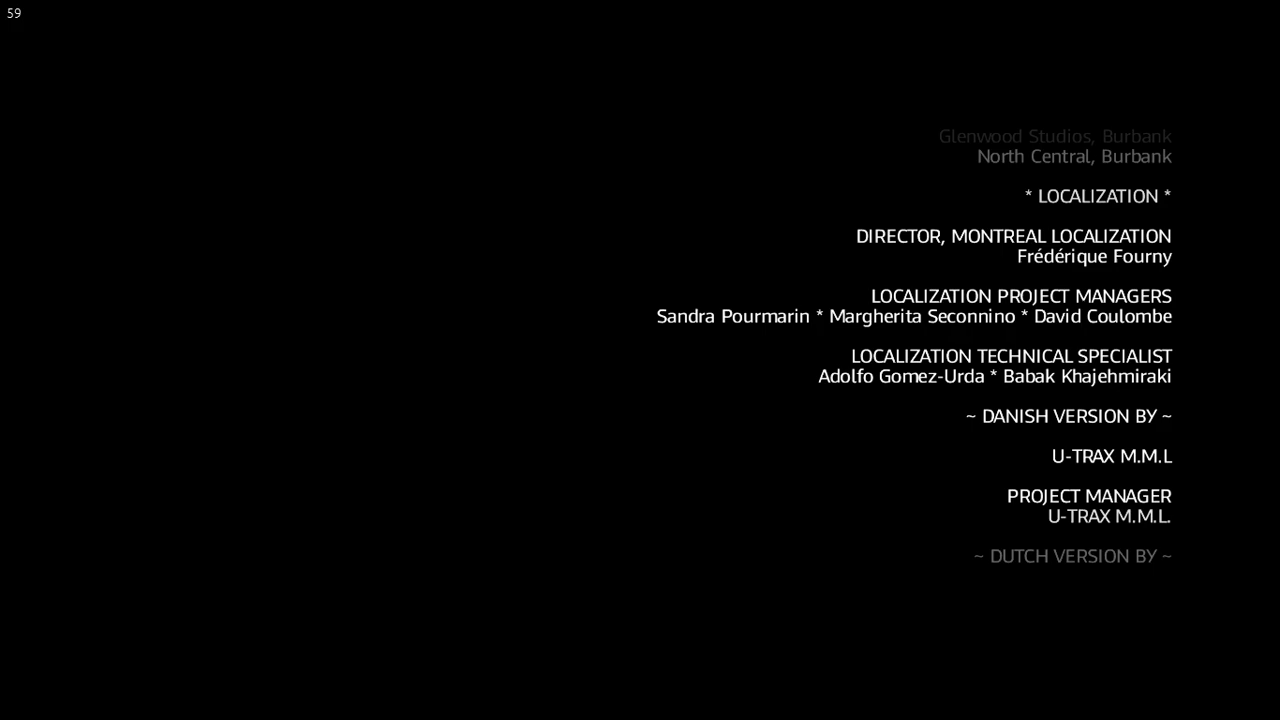 59
Glenwood Studios, Burbank
North Central, Burbank
* LOCALIZATION *
DIRECTOR, MONTREAL LOCALIZATION
Frédérique Fourny
LOCALIZATION PROJECT MANAGERS
Sandra Pourmarin * Margherita Seconnino * David Coulombe
LOCALIZATION TECHNICAL SPECIALIST
Adolfo Gomez-Urda * Babak Khajehmiraki
~ DANISH VERSION BY ~
U-TRAX M.M.L
PROJECT MANAGER
U-TRAX M.M.L.
~ DUTCH VERSION BY ~